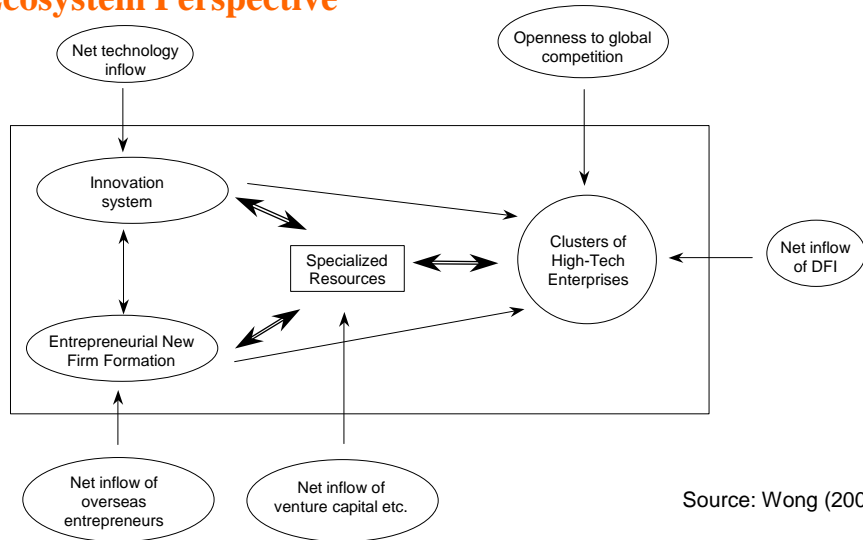 Ecosystem Perspective
Net technology
inflow
Openness to global
competition
Innovation
system
Specialized
Resources
Clusters of
High-Tech
Enterprises
Net inflow
of DFI
Entrepreneurial New
Firm Formation
Net inflow of
overseas
entrepreneurs
Net inflow of
venture capital etc.
Source: Wong (200